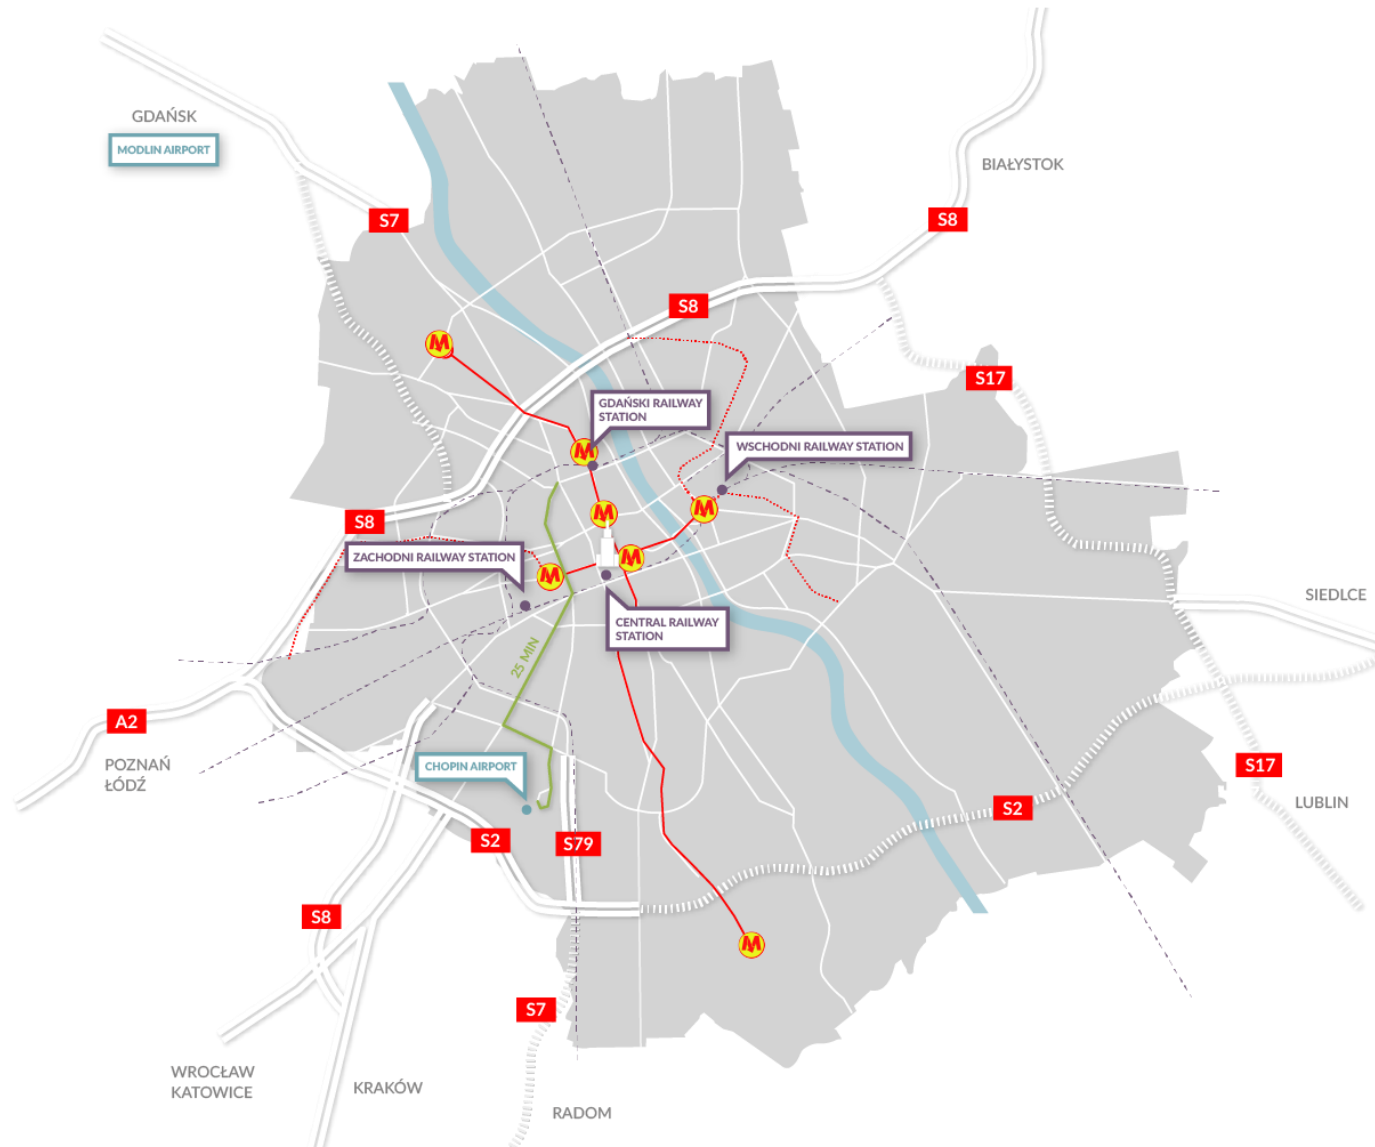 GDAŃSK
MODLIN AIRPORT
BIAŁYSTOK
S7
S8
S8
M
S17
GDAŃSKI RAILWAY
STATION
M
WSCHODNI RAILWAY STATION
S8
M
M
ZACHODNI RAILWAY STATION
M
M
SIEDLCE
CENTRAL RAILWAY
STATION
25 MIN
A2
POZNAŃ
ŁÓDŹ
CHOPIN AIRPORT
S17
LUBLIN
S2
S2
S79
S8
M
S7
WROCŁAW
KATOWICE
KRAKÓW
RADOM